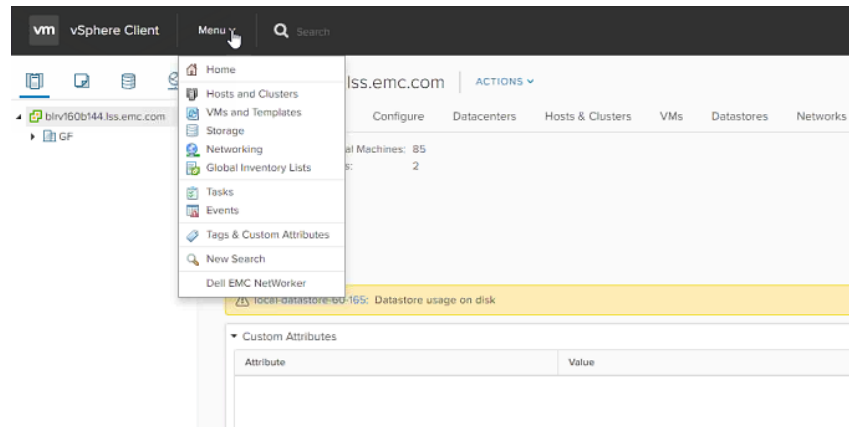 vm vSphere Client Menu Search
Home
Hosts and Clusters
VMs and Templates
Storage
Networking
Global Inventory Lists
Tasks
Events
Tags & Custom Attributes
New Search
Dell EMC NetWorker
blrv160b144.lss.emc.com
GF
lss.emc.com ACTIONS
Configure Datacenters Hosts & Clusters VMs Datastores Networks
al Machines: 85
s: 2
local-datastore-60-165: Datastore usage on disk
Custom Attributes
Attribute Value